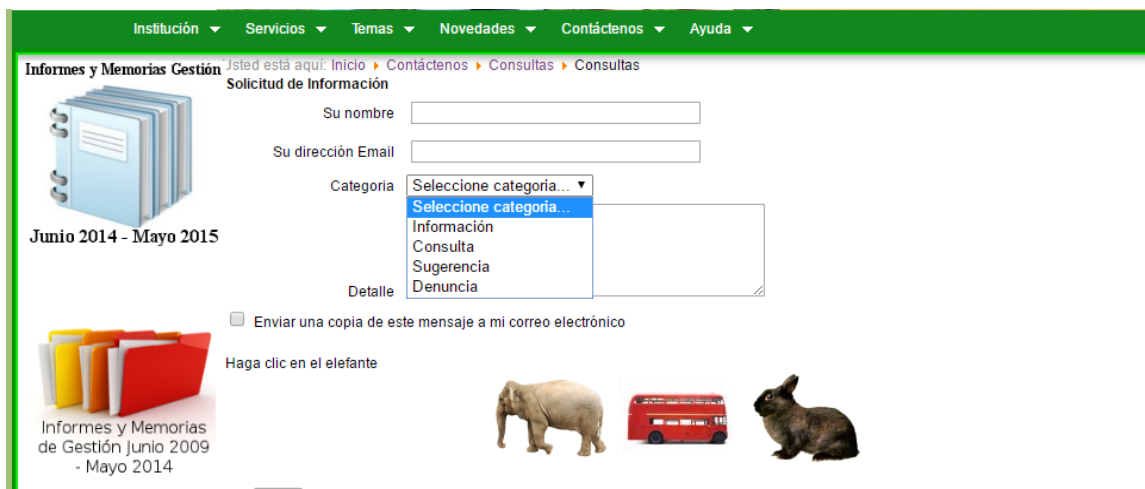 Institución Servicios Temas Novedades Contáctenos Ayuda
Informes y Memorias Gestión
Junio 2014 - Mayo 2015
Informes y Memorias
de Gestión Junio 2009
- Mayo 2014
Usted está aquí: Inicio Contáctenos Consultas Consultas
Solicitud de Información
Su nombre
Su dirección Email
Categoria Seleccione categoria...
Seleccione categoria...
Información
Consulta
Sugerencia
Denuncia
Detalle
Enviar una copia de este mensaje a mi correo electrónico
Haga clic en el elefante